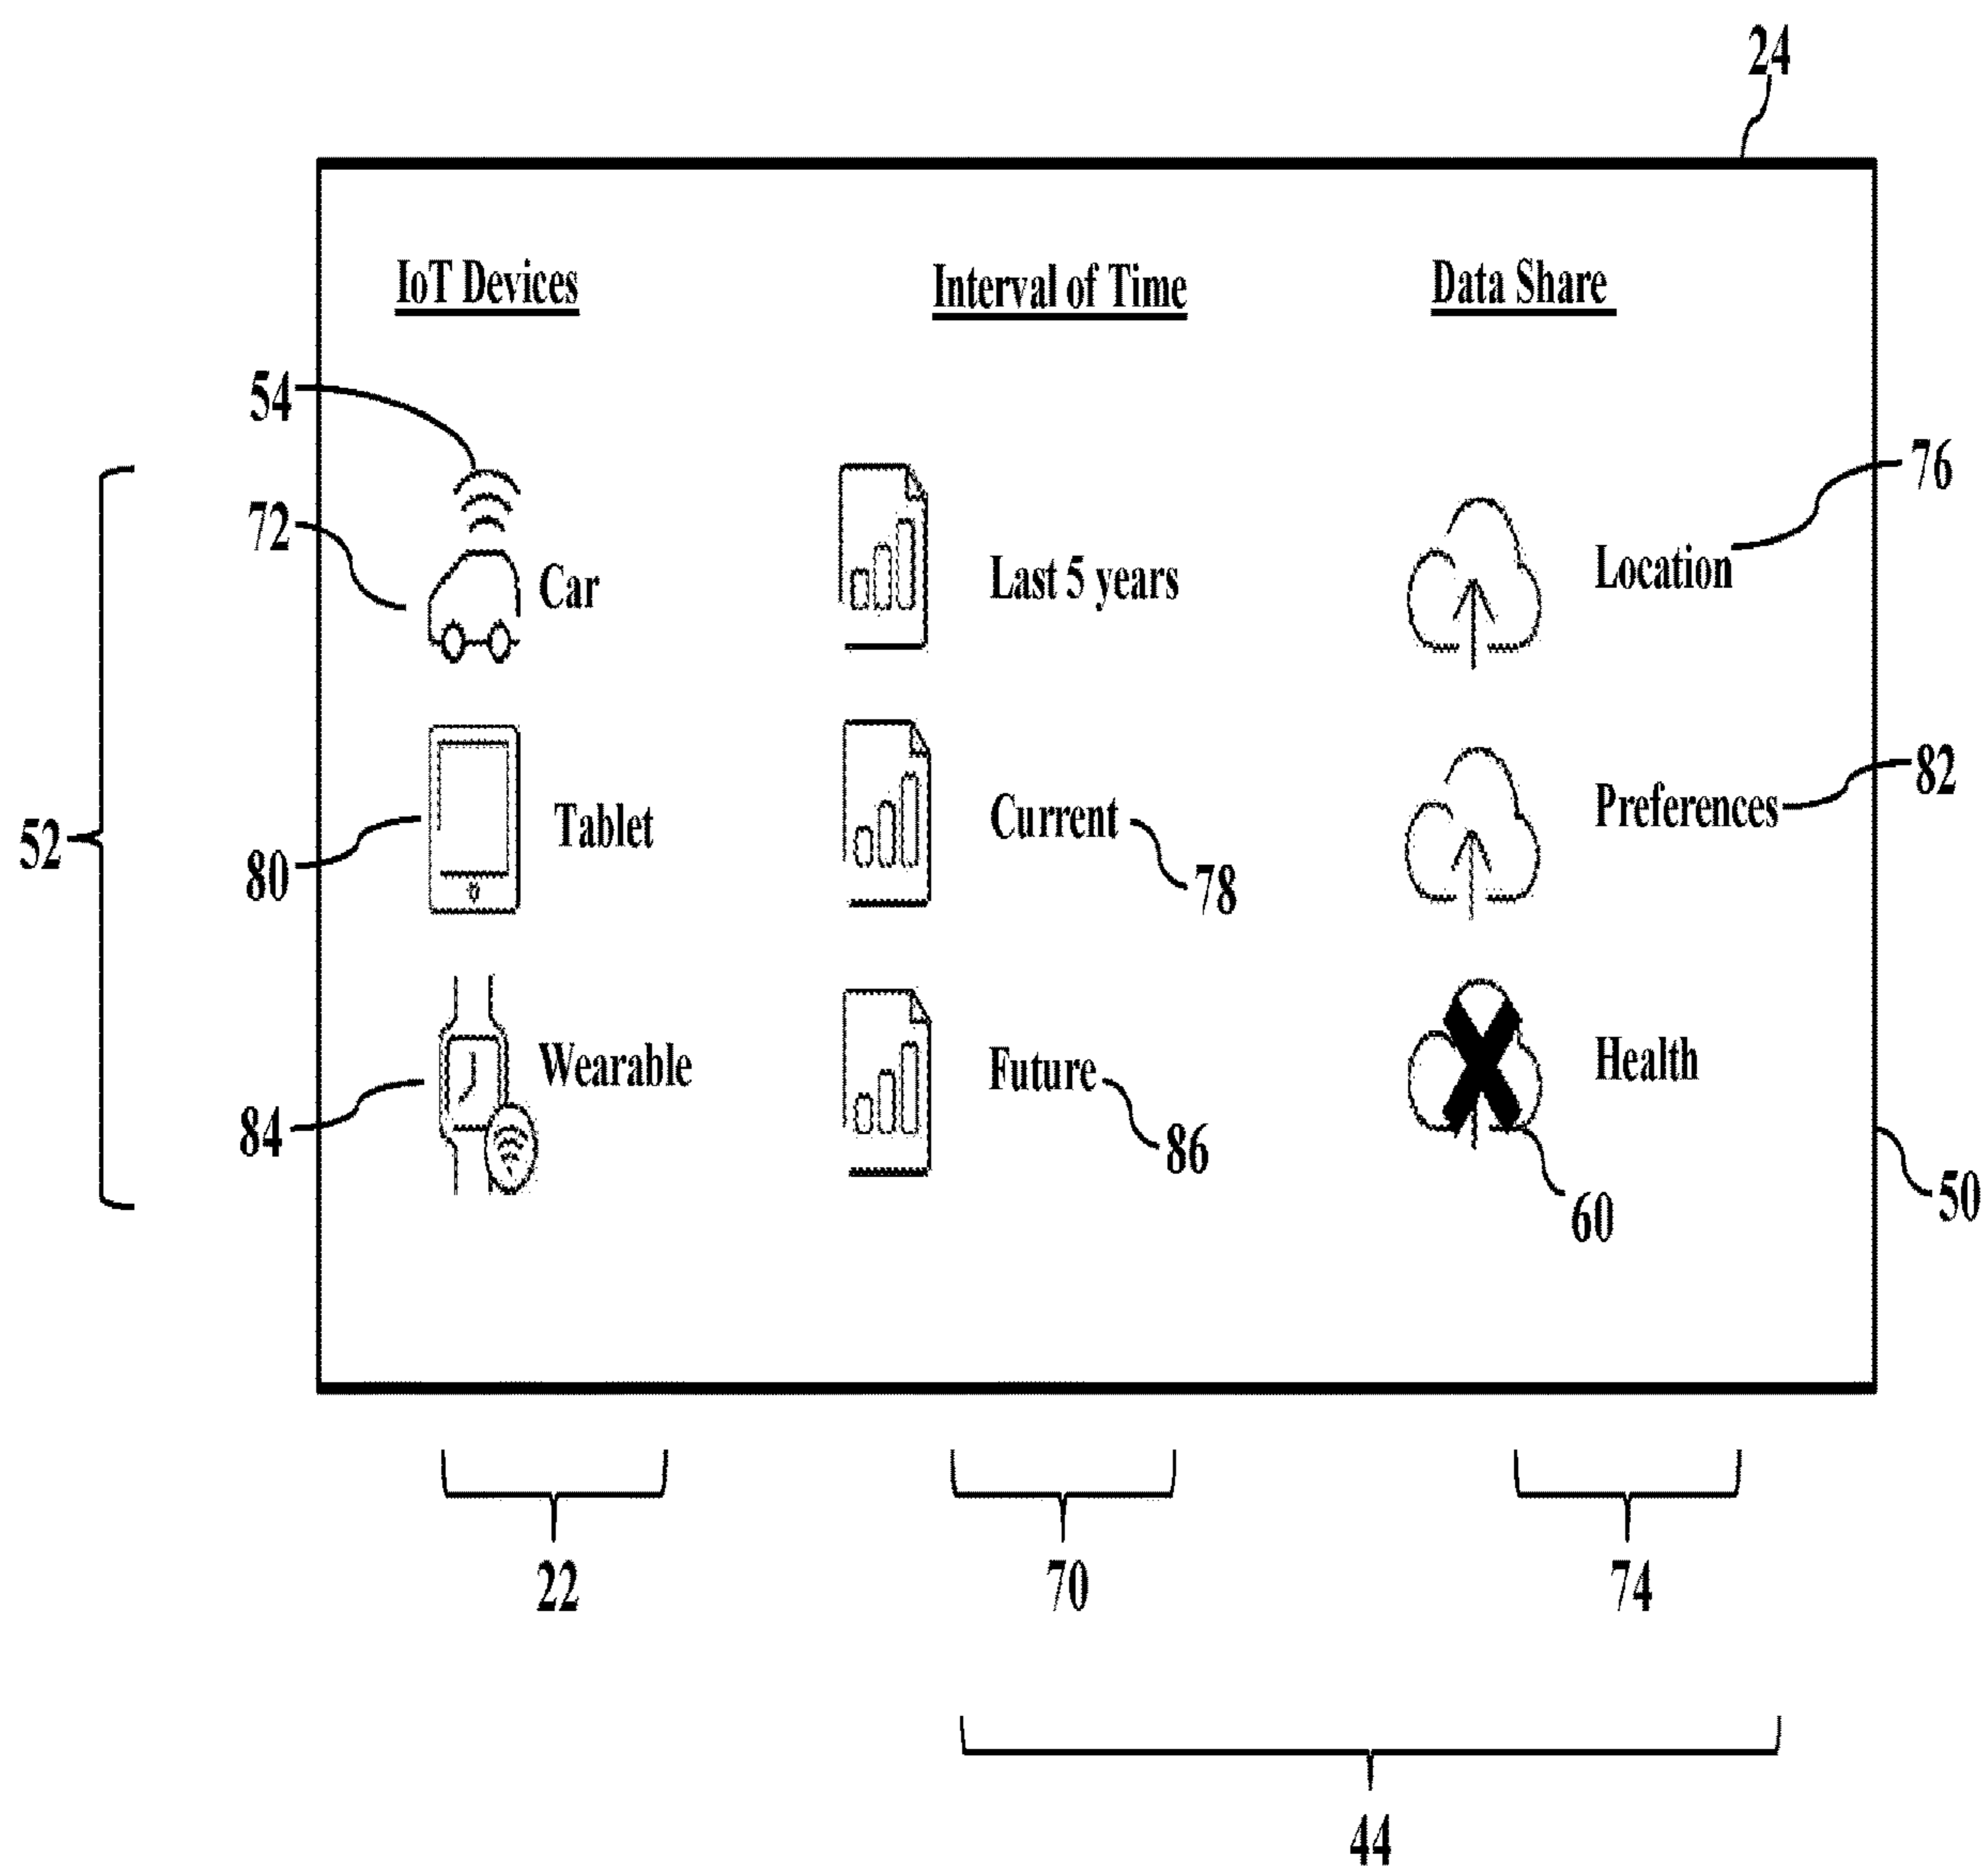 24
IoT Devices Interval of Time Data Share
54
76
72 Car Last 5 years Location
52
80 Tablet Current 78 Preferences 82
84 Wearable Future 86 Health
60 50
22 70 74
44